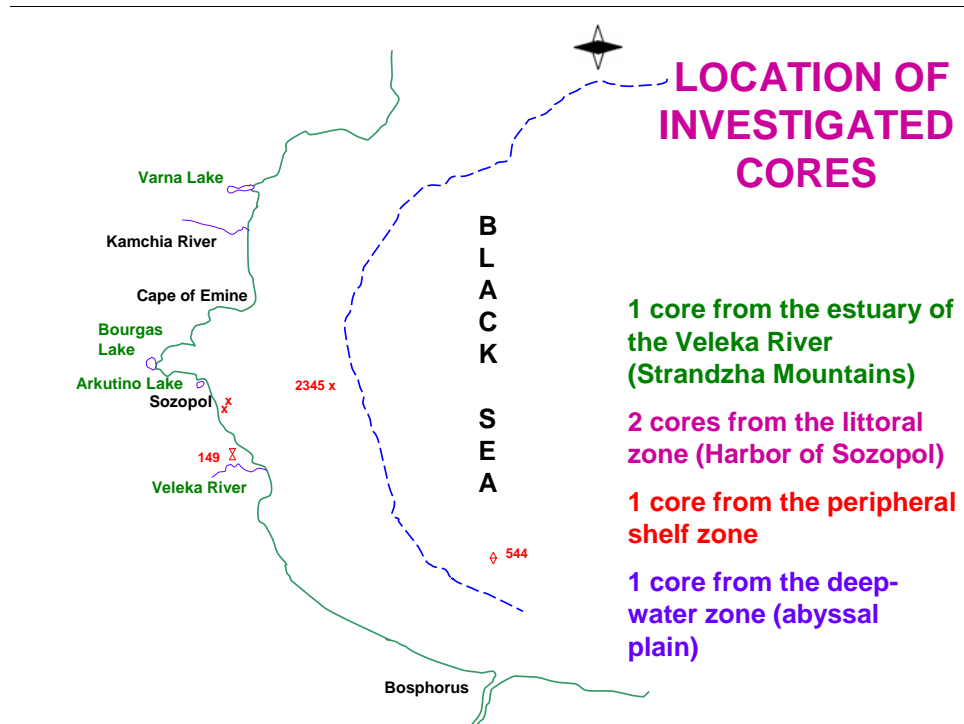 LOCATION OF
INVESTIGATED
CORES
Varna Lake
Kamchia River
Cape of Emine
Bourgas
Lake
Arkutino Lake
Sozopol
x
x
2345 x
149
Veleka River
544
Bosphorus
B
L
A
C
K
S
E
A
1 core from the estuary of
the Veleka River
(Strandzha Mountains)
2 cores from the littoral
zone (Harbor of Sozopol)
1 core from the peripheral
shelf zone
1 core from the deep-
water zone (abyssal
plain)